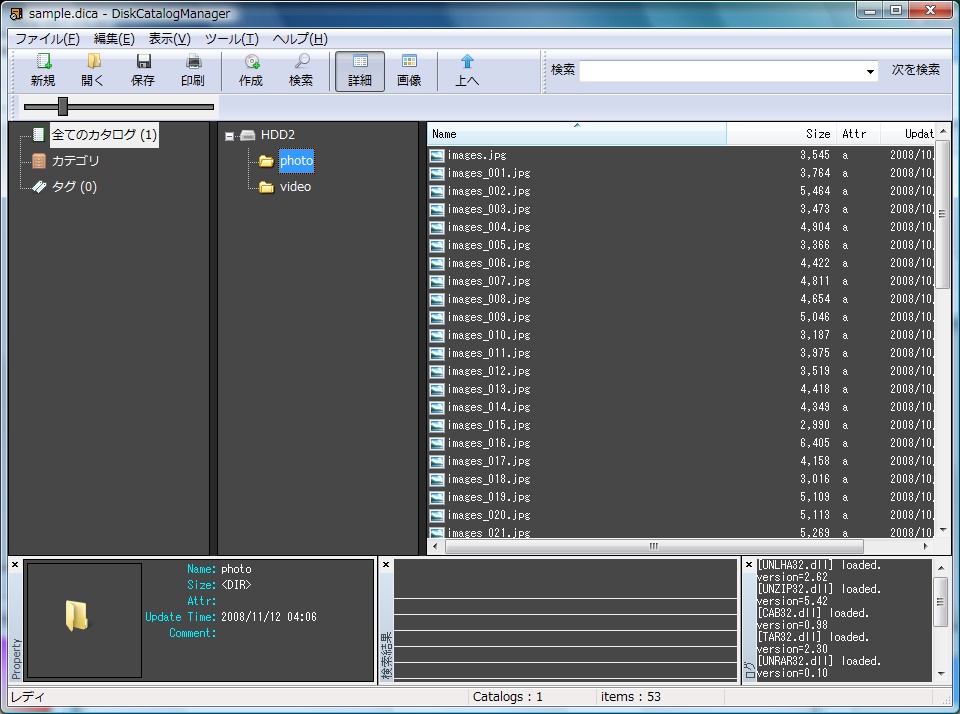 sample.dica - DiskCatalogManager
ファイル(F) 編集(E) 表示(V) ツール(T) ヘルプ(H)
新規 開く 保存 印刷 作成 検索 詳細 画像 上へ 検索 次を検索
全てのカタログ (1)
カテゴリ
タグ (0)
HDD2
photo
video
Name Size Attr Updat
images.jpg 3,545 a 2008/10.
images_001.jpg 3,764 a 2008/10.
images_002.jpg 5,464 a 2008/10.
images_003.jpg 3,473 a 2008/10.
images_004.jpg 4,904 a 2008/10.
images_005.jpg 3,366 a 2008/10.
images_006.jpg 4,422 a 2008/10.
images_007.jpg 4,811 a 2008/10.
images_008.jpg 4,654 a 2008/10.
images_009.jpg 5,046 a 2008/10.
images_010.jpg 3,187 a 2008/10.
images_011.jpg 3,975 a 2008/10.
images_012.jpg 3,519 a 2008/10.
images_013.jpg 4,418 a 2008/10.
images_014.jpg 4,349 a 2008/10.
images_015.jpg 2,990 a 2008/10.
images_016.jpg 6,405 a 2008/10.
images_017.jpg 4,158 a 2008/10.
images_018.jpg 3,016 a 2008/10.
images_019.jpg 5,109 a 2008/10.
images_020.jpg 5,113 a 2008/10.
images_021.jpg 5,269 a 2008/10.
Property
Name: photo
Size: <DIR>
Attr:
Update Time: 2008/11/12 04:06
Comment:
検索結果
ログ
[UNLHA32.dll] loaded.
version=2.62
[UNZIP32.dll] loaded.
version=5.42
[CAB32.dll] loaded.
version=0.98
[TAR32.dll] loaded.
version=2.30
[UNRAR32.dll] loaded.
version=0.10
レディ Catalogs : 1 items : 53